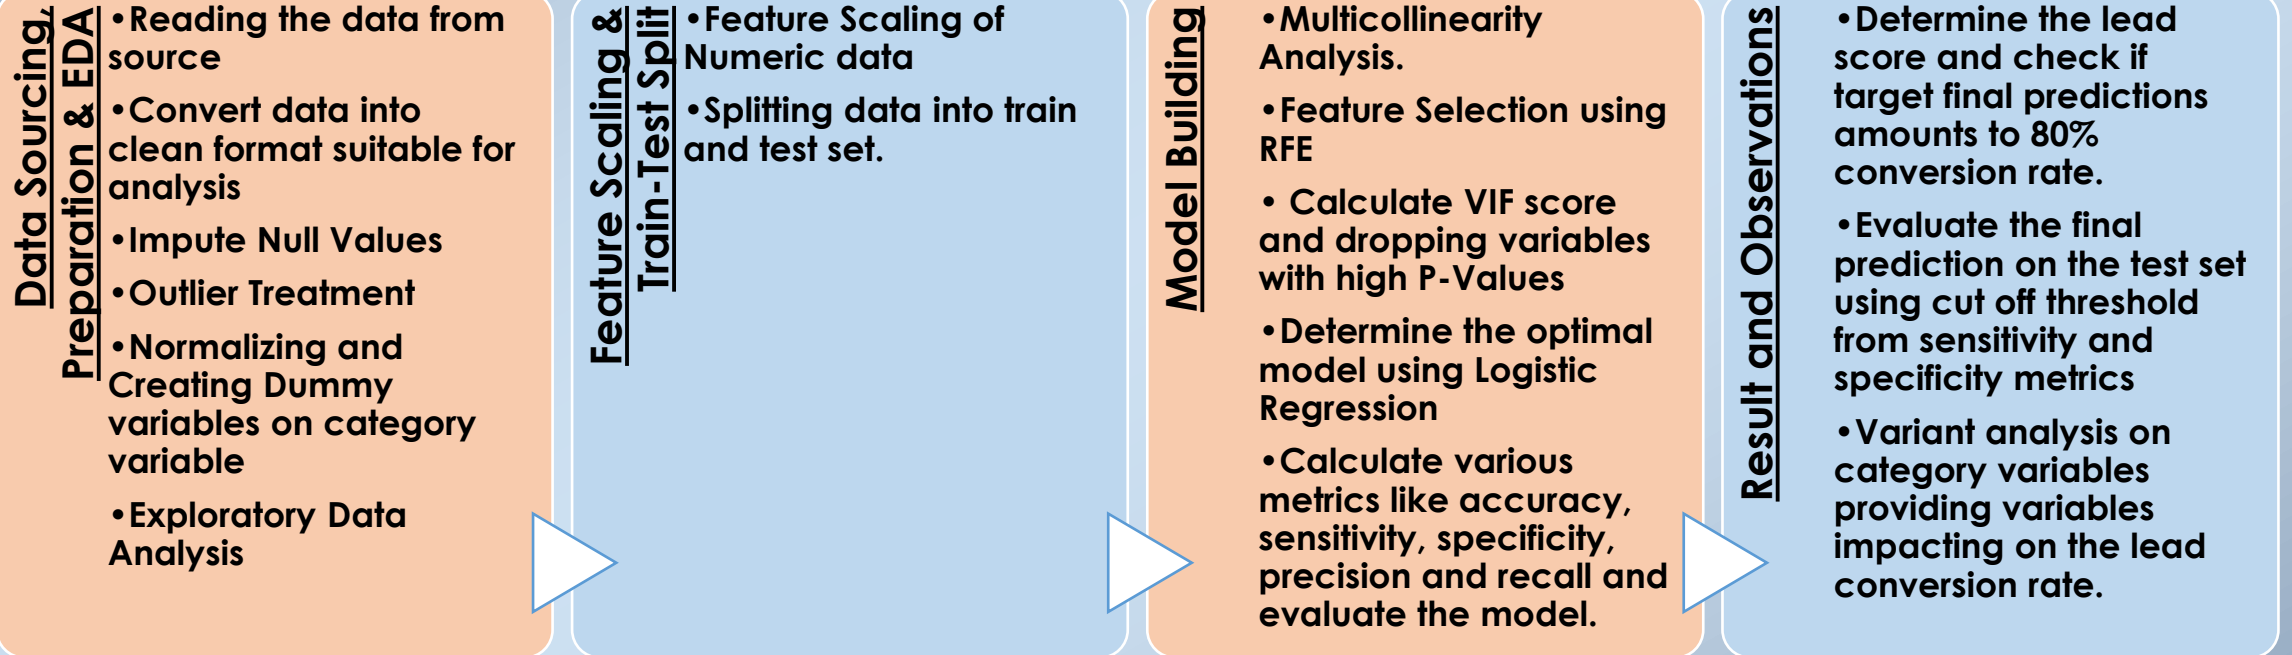 Data Sourcing,
Preparation & EDA
•Reading the data from
source
•Convert data into
clean format suitable for
analysis
•Impute Null Values
•Outlier Treatment
•Normalizing and
Creating Dummy
variables on category
variable
•Exploratory Data
Analysis
Feature Scaling &
Train-Test Split
•Feature Scaling of
Numeric data
•Splitting data into train
and test set.
Model Building
•Multicollinearity
Analysis.
•Feature Selection using
RFE
• Calculate VIF score
and dropping variables
with high P-Values
•Determine the optimal
model using Logistic
Regression
•Calculate various
metrics like accuracy,
sensitivity, specificity,
precision and recall and
evaluate the model.
Result and Observations
•Determine the lead
score and check if
target final predictions
amounts to 80%
conversion rate.
•Evaluate the final
prediction on the test set
using cut off threshold
from sensitivity and
specificity metrics
•Variant analysis on
category variables
providing variables
impacting on the lead
conversion rate.